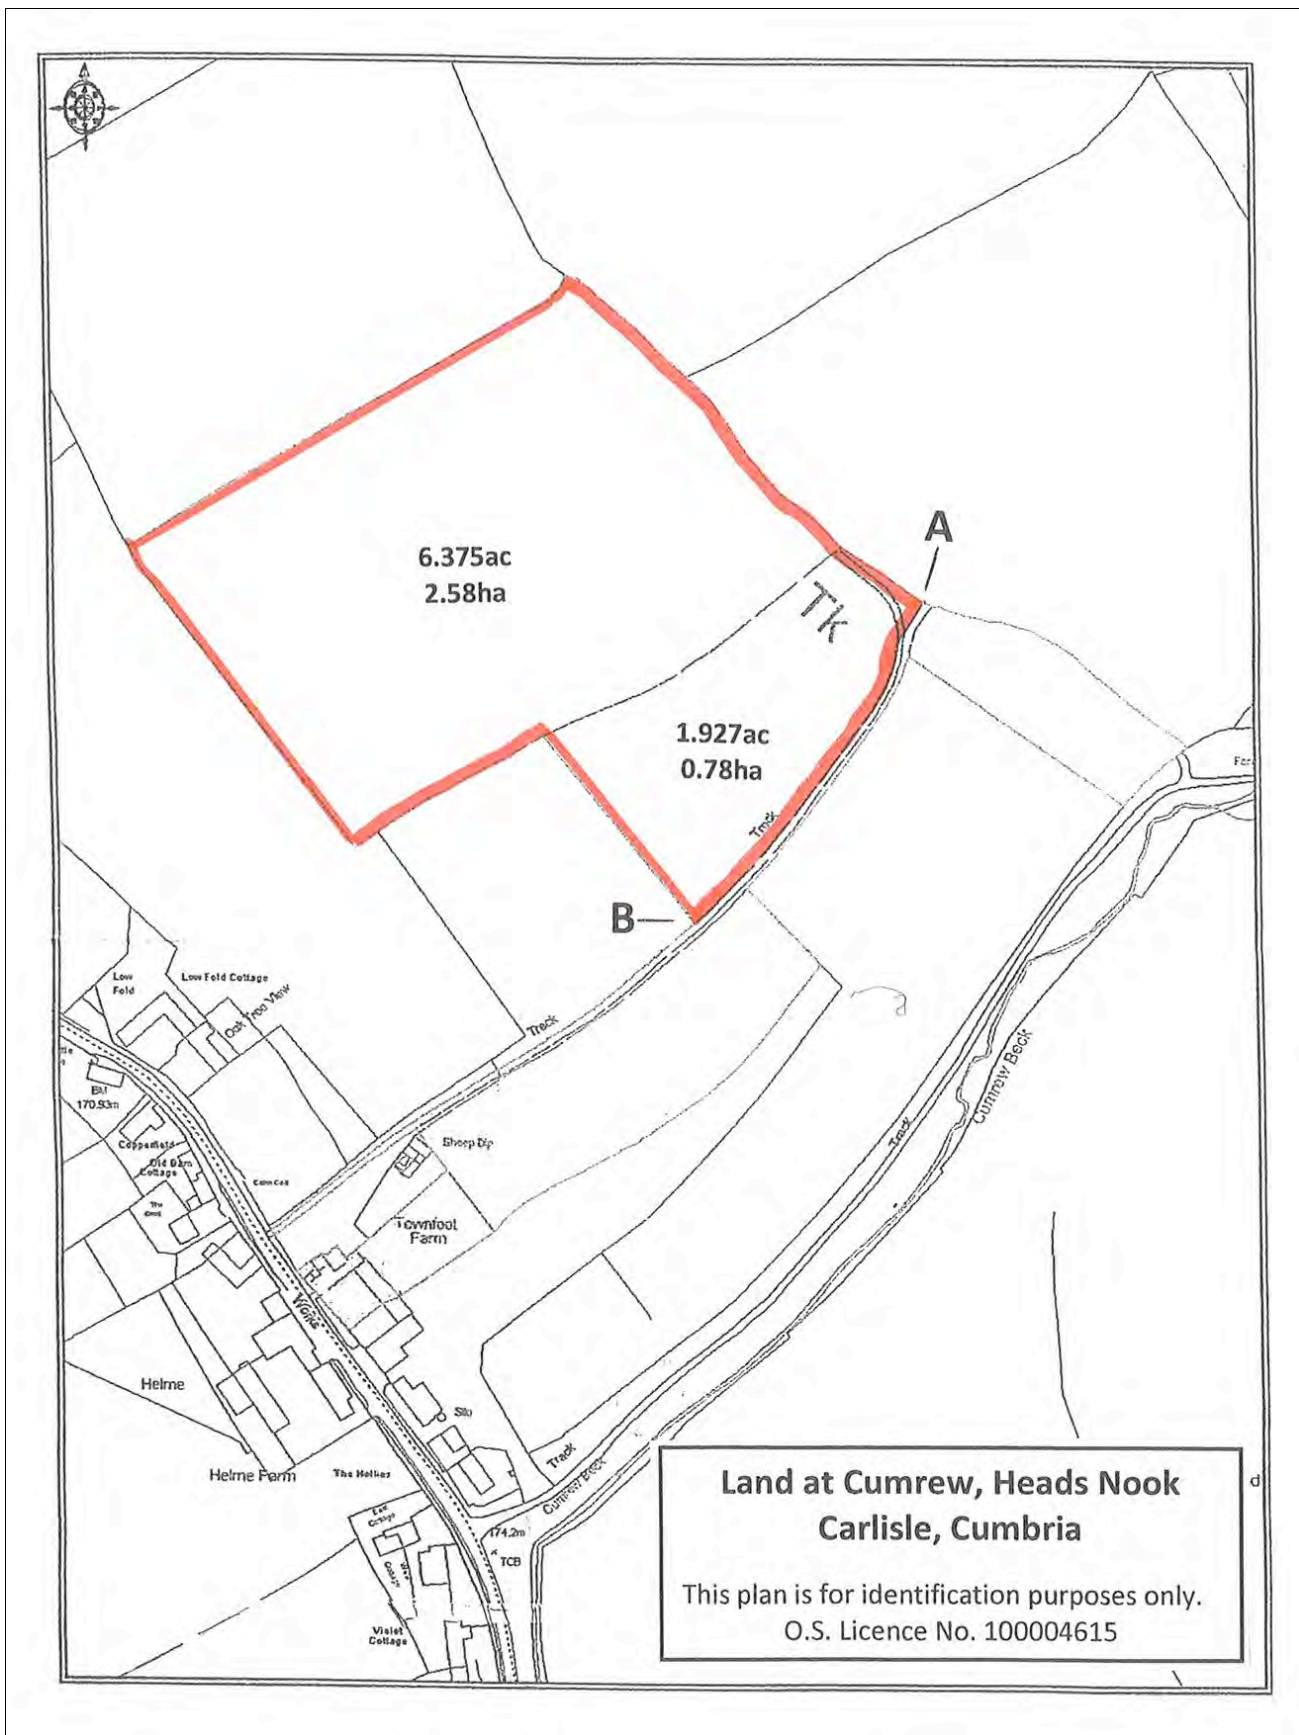 A
6.375ac
2.58ha
Tk
1.927ac
0.78ha
Track
B
Low
Fold
Low Fold Cottage
Oak Tree View
Track
BM
170.93m
Copperfield
Old Barn
Cottage
Sheep Dip
Townfoot
Farm
Cumrew Beck
Track
Helme
Silo
Helme Farm
Track
Cumrew Beck
174.2m
TCB
Violet
Cottage
Land at Cumrew, Heads Nook
Carlisle, Cumbria
This plan is for identification purposes only.
O.S. Licence No. 100004615
d